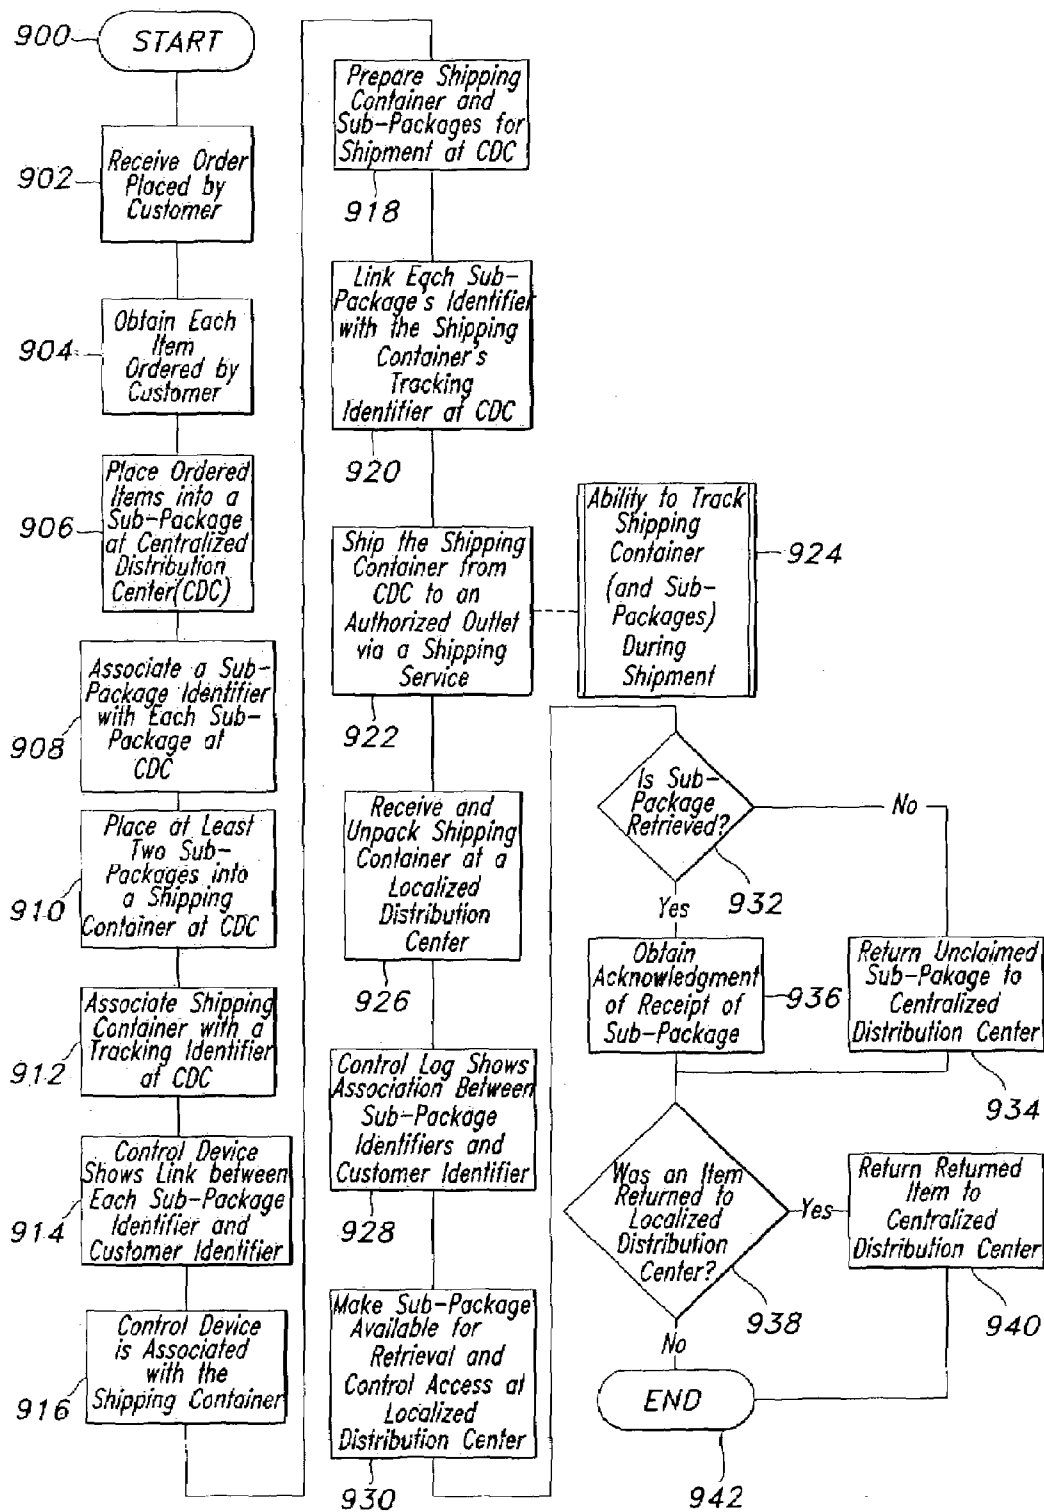 900
START
902
Receive Order
Placed by
Customer
904
Obtain Each
Item
Ordered by
Customer
906
Place Ordered
Items into a
Sub-Package
at Centralized
Distribution
Center(CDC)
908
Associate a Sub-
Package Identifier
with Each Sub-
Package at
CDC
910
Place at Least
Two Sub-
Packages into
a Shipping
Container at CDC
912
Associate Shipping
Container with a
Tracking Identifier
at CDC
914
Control Device
Shows Link between
Each Sub-Package
Identifier and
Customer Identifier
916
Control Device
is Associated
with the
Shipping Container
Prepare Shipping
Container and
Sub-Packages for
Shipment at CDC
918
Link Each Sub-
Package's Identifier
with the Shipping
Container's
Tracking
Identifier at CDC
920
Ship the Shipping
Container from
CDC to an
Authorized Outlet
via a Shipping
Service
922
Ability to Track
Shipping
Container
(and Sub-
Packages)
During
Shipment
924
Receive and
Unpack Shipping
Container at a
Localized
Distribution
Center
926
Control Log Shows
Association Between
Sub-Package
Identifiers and
Customer Identifier
928
Make Sub-Package
Available for
Retrieval and
Control Access at
Localized
Distribution Center
930
Is Sub-
Package
Retrieved?
932
No
Yes
Obtain
Acknowledgment
of Receipt of
Sub-Package
936
Return Unclaimed
Sub-Pakage to
Centralized
Distribution Center
934
Was an Item
Returned to
Localized
Distribution
Center?
938
Yes
Return Returned
Item to
Centralized
Distribution Center
940
No
END
942